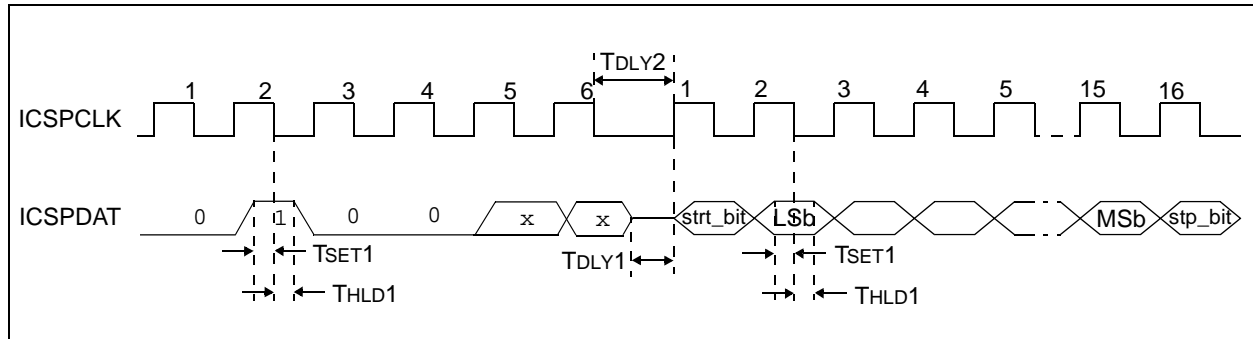 TDLY2
1 2 3 4 5 6 1 2 3 4 5 15 16
ICSPCLK
ICSPDAT
0 1 0 0 x x strt_bit LSb MSb stp_bit
TSET1 TDLY1 TSET1
THLD1 THLD1